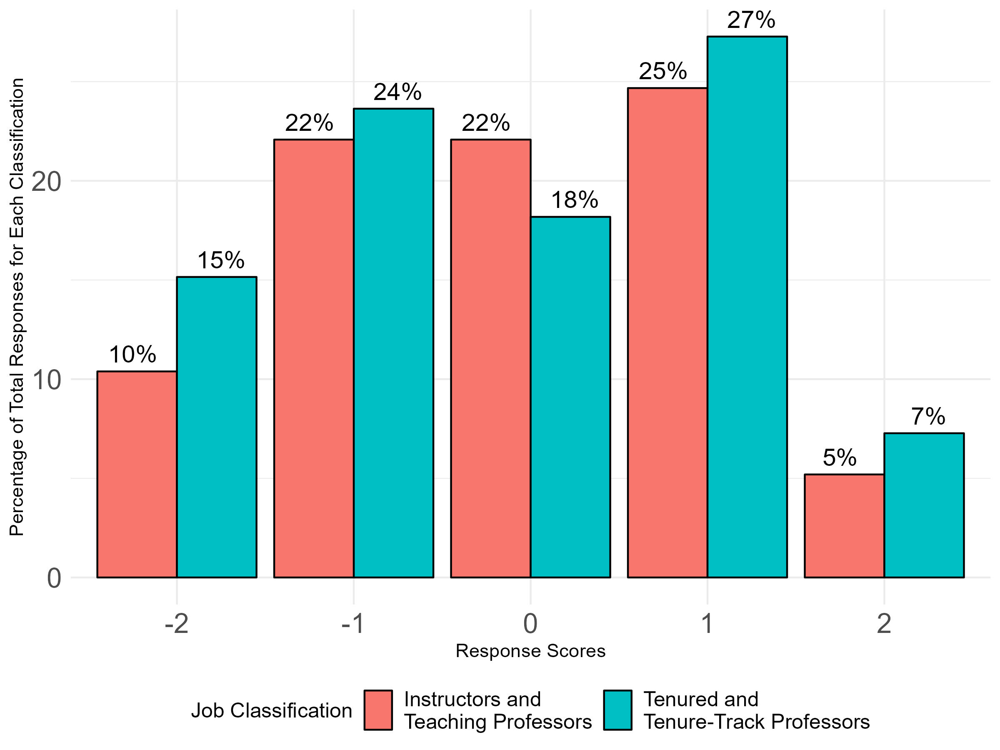 Percentage of Total Responses for Each Classification
20
10
0
10%
15%
22%
24%
22%
18%
25%
27%
5%
7%
-2
-1
0
1
2
Response Scores
Job Classification
Instructors and
Teaching Professors
Tenured and
Tenure-Track Professors